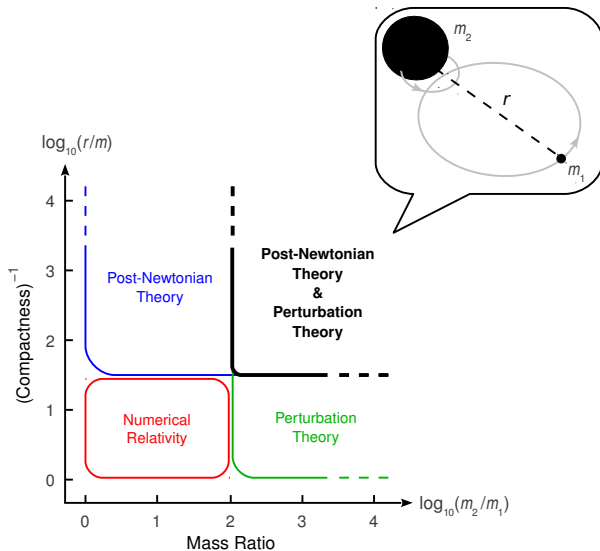 m₂
r
m₁
log₁₀(r/m)
4
3
2
1
0
(Compactness)⁻¹
Post-Newtonian
Theory
Post-Newtonian
Theory
&
Perturbation
Theory
Numerical
Relativity
Perturbation
Theory
0
1
2
3
4
log₁₀(m₂/m₁)
Mass Ratio